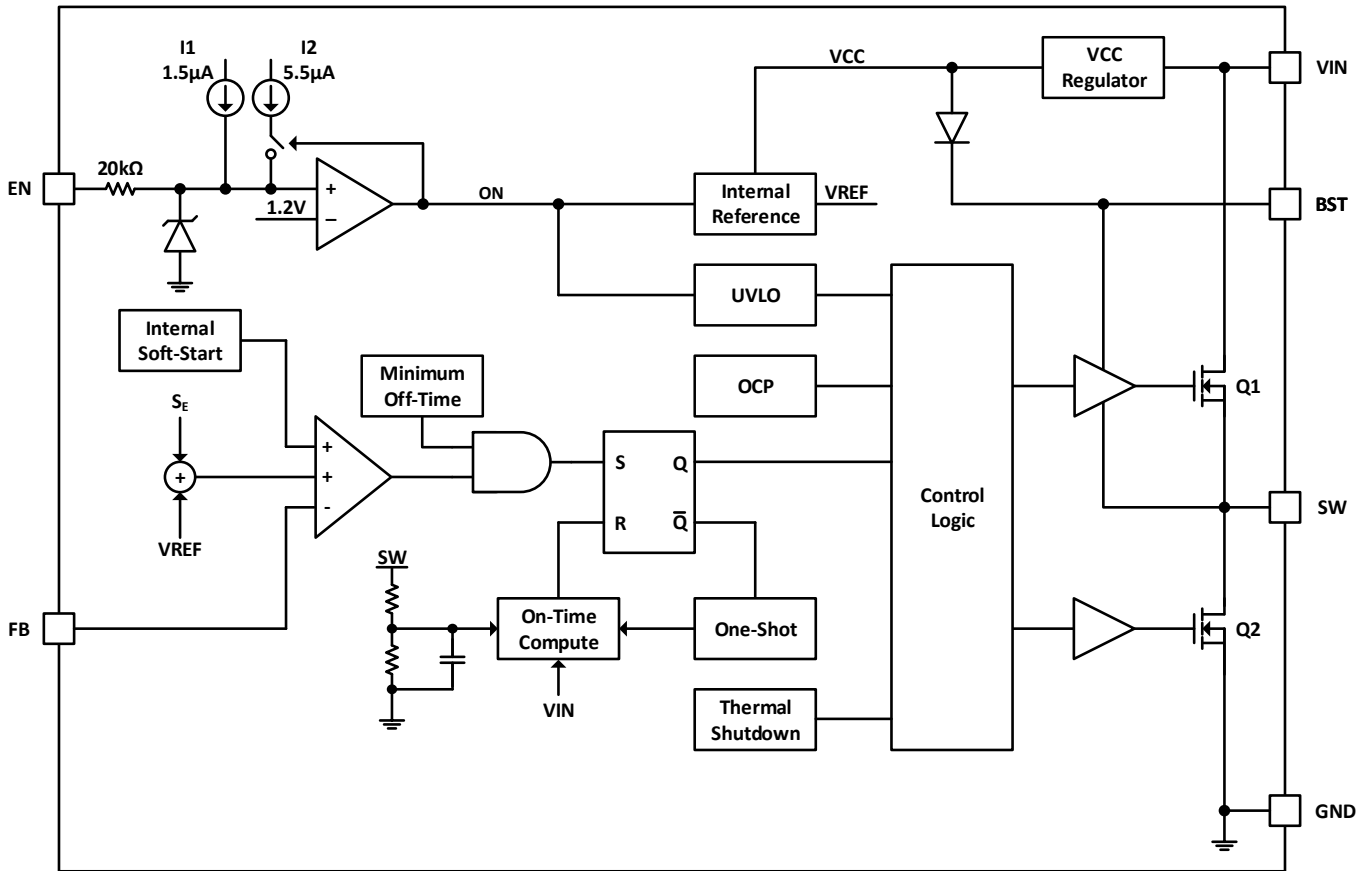 I1
1.5µA
I2
5.5µA
VCC
VCC
Regulator
VIN
EN
20kΩ
+
1.2V
−
ON
Internal
Reference
VREF
BST
UVLO
Internal
Soft-Start
Minimum
Off-Time
OCP
Q1
SE
+
+
+
-
VREF
S
Q
R
Q̅
Control
Logic
SW
SW
FB
On-Time
Compute
One-Shot
Q2
VIN
Thermal
Shutdown
GND